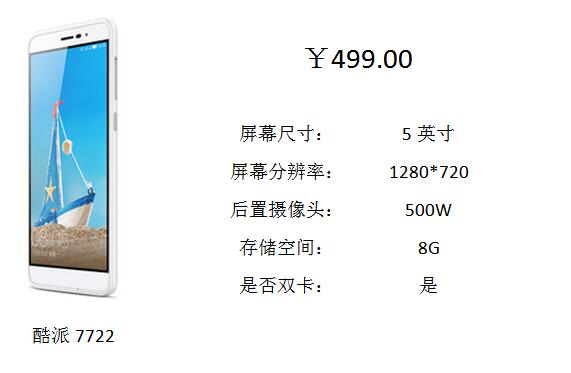 ￥499.00
屏幕尺寸： 5 英寸
屏幕分辨率： 1280*720
后置摄像头： 500W
存储空间： 8G
是否双卡： 是
酷派 7722